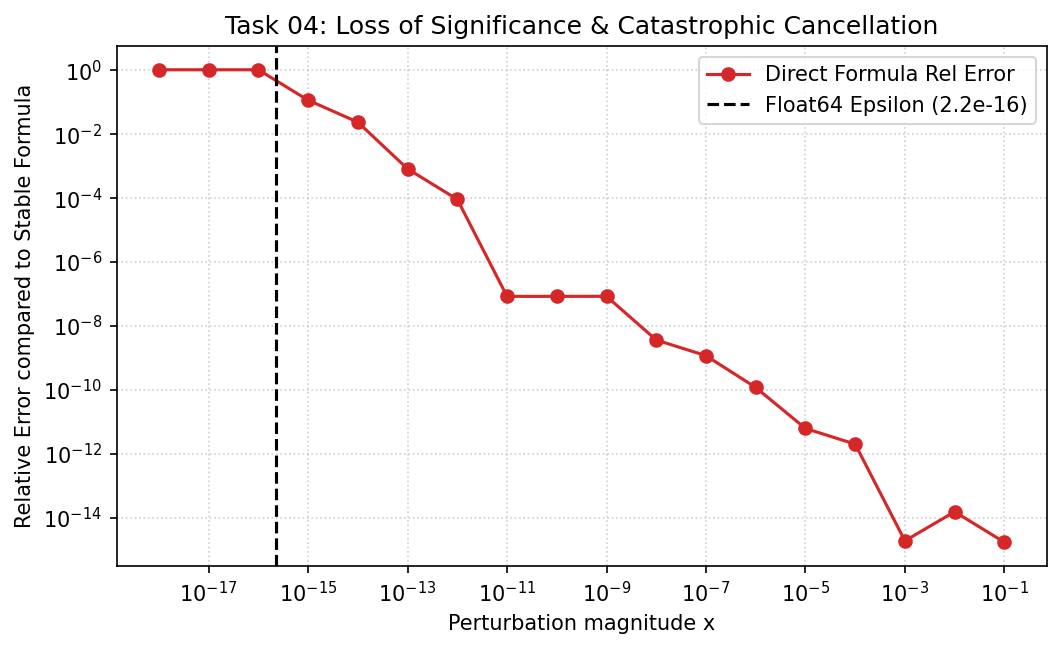 Task 04: Loss of Significance & Catastrophic Cancellation
Relative Error compared to Stable Formula
10⁰
10⁻²
10⁻⁴
10⁻⁶
10⁻⁸
10⁻¹⁰
10⁻¹²
10⁻¹⁴
Direct Formula Rel Error
Float64 Epsilon (2.2e-16)
10⁻¹⁷ 10⁻¹⁵ 10⁻¹³ 10⁻¹¹ 10⁻⁹ 10⁻⁷ 10⁻⁵ 10⁻³ 10⁻¹
Perturbation magnitude x